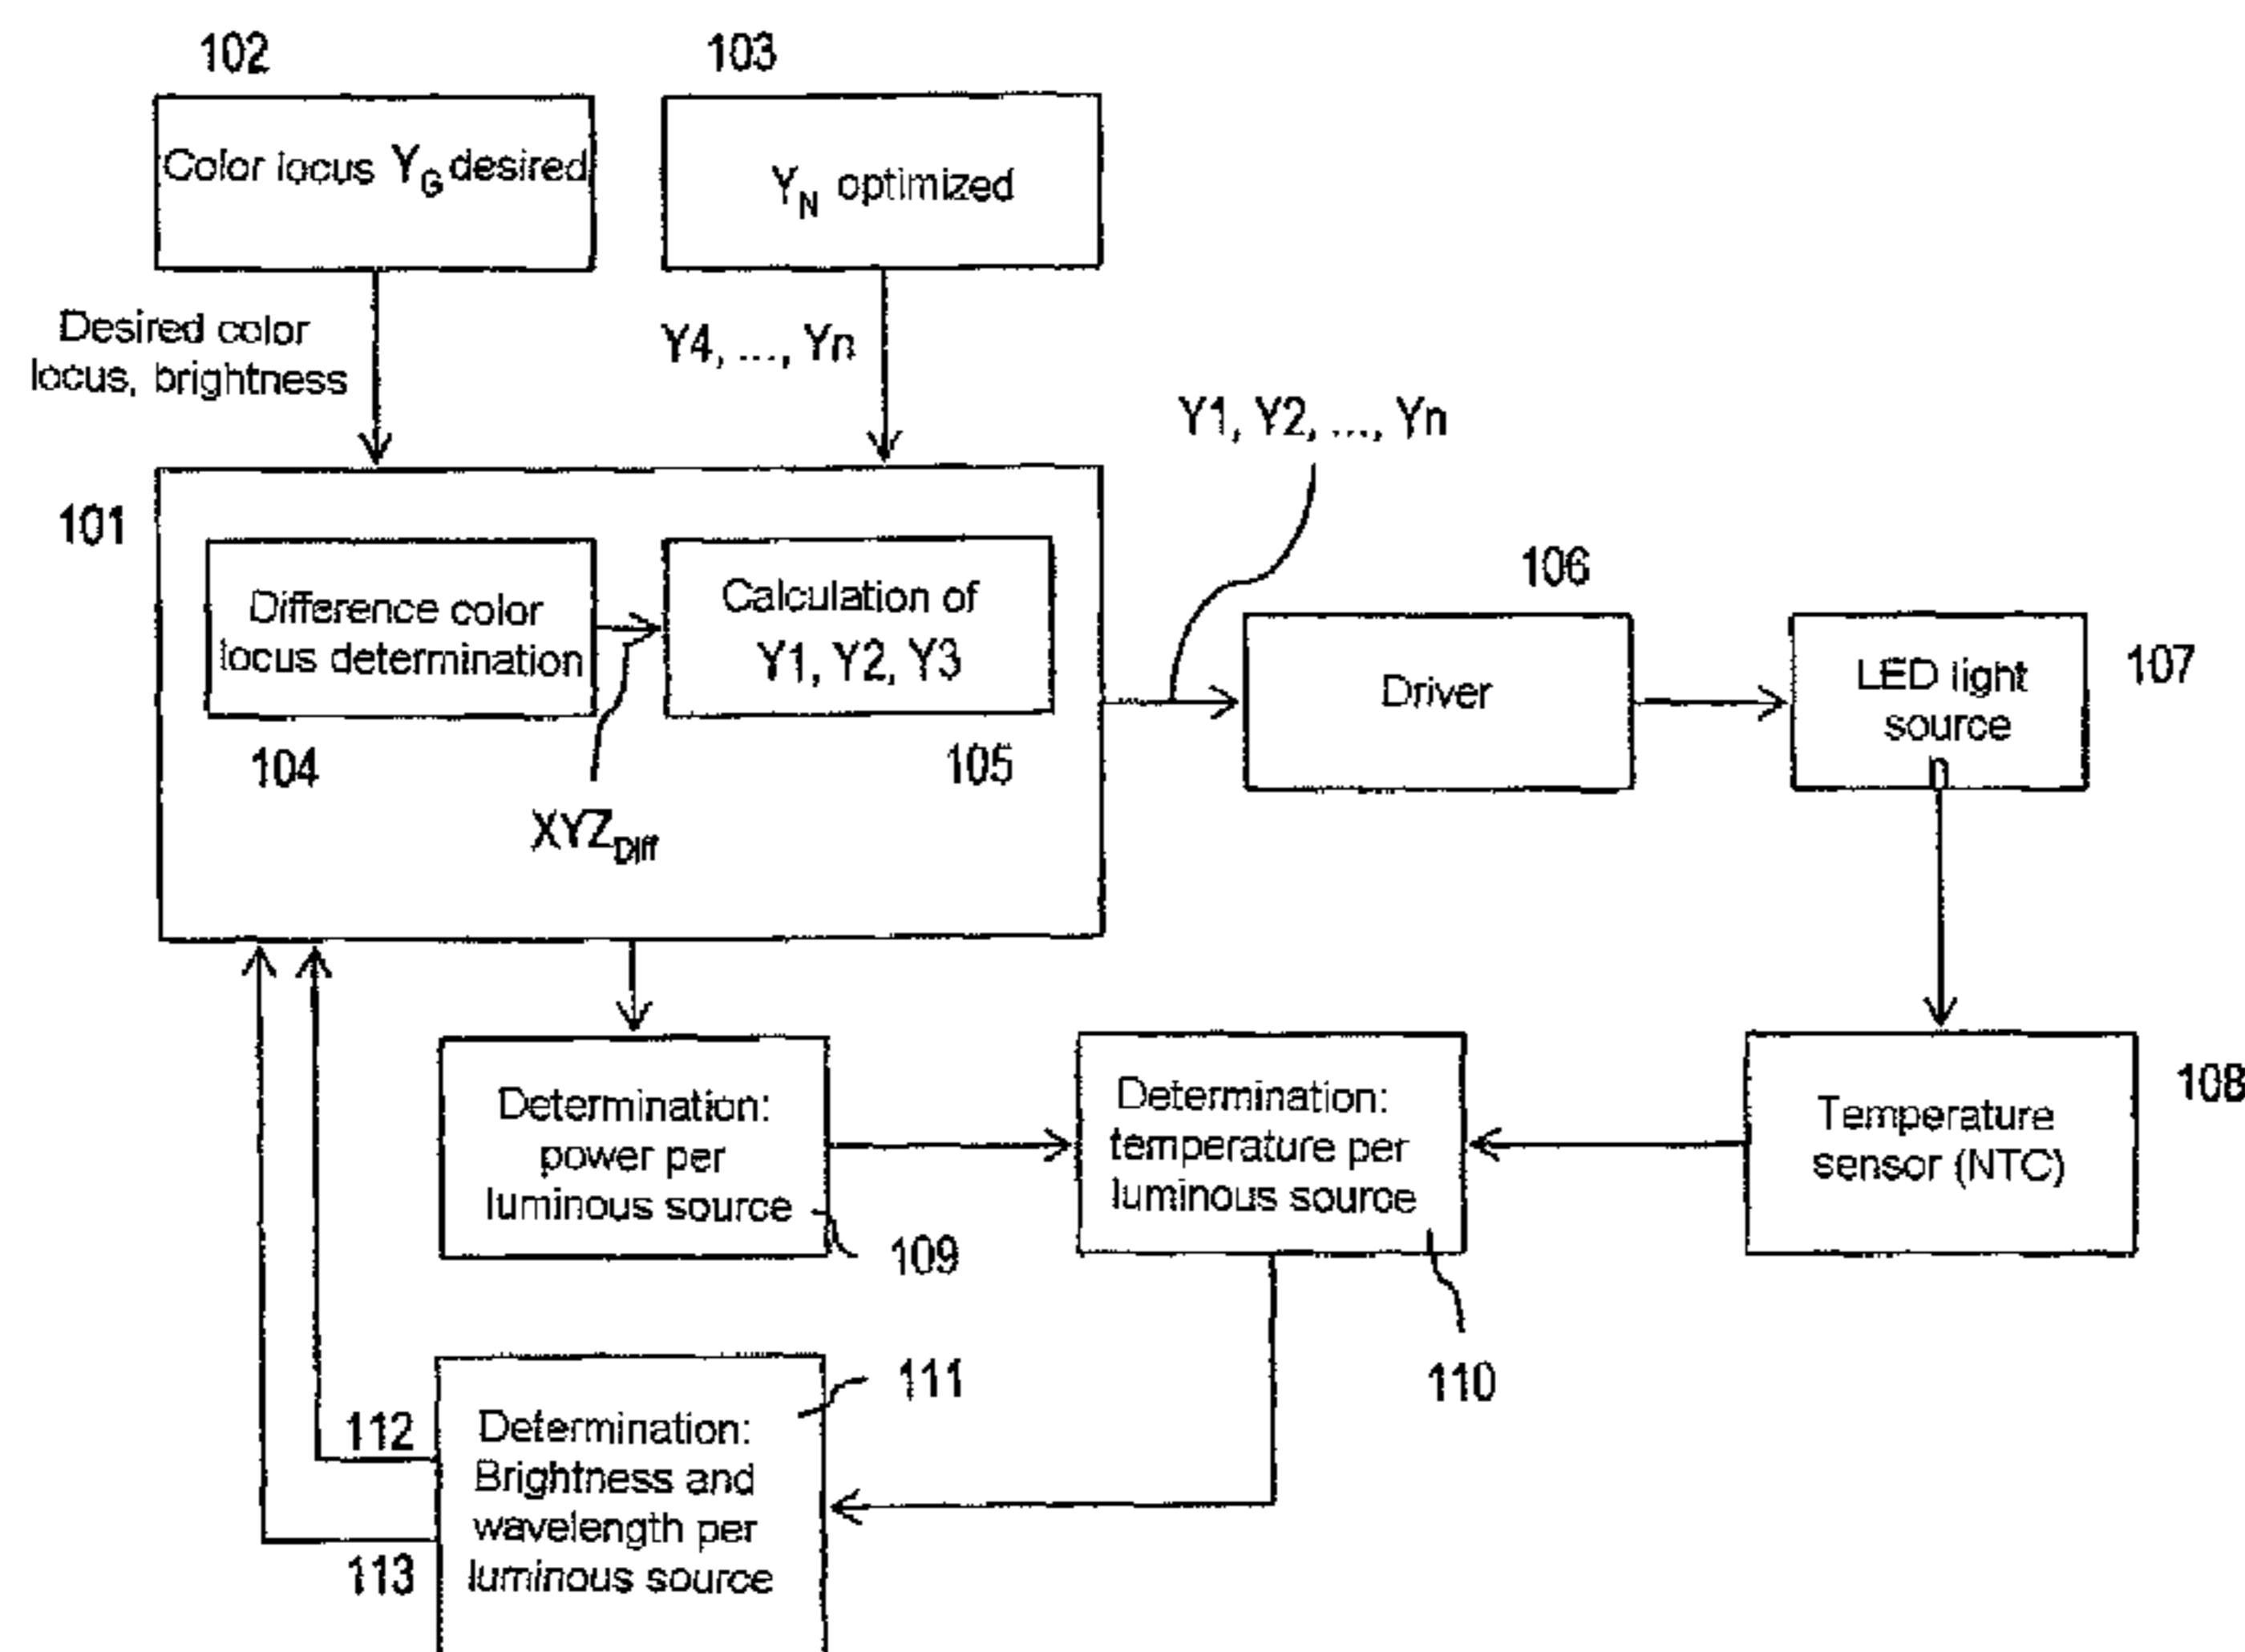 102
103
Color locus Y_G desired
Y_N optimized
Desired color
locus, brightness
Y4, ..., Yn
Y1, Y2, ..., Yn
101
106
Difference color
locus determination
Calculation of
Y1, Y2, Y3
Driver
LED light
source
107
104
105
XYZ_Diff
108
Determination:
power per
luminous source
Determination:
temperature per
luminous source
Temperature
sensor (NTC)
109
110
111
112
Determination:
Brightness and
wavelength per
luminous source
113